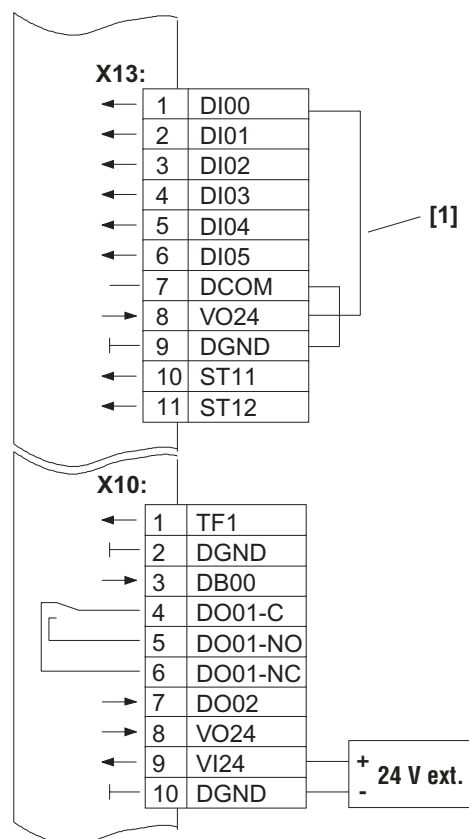 X13:
1 DI00
2 DI01
3 DI02
4 DI03
5 DI04
6 DI05
7 DCOM
8 VO24
9 DGND
10 ST11
11 ST12
[1]
X10:
1 TF1
2 DGND
3 DB00
4 DO01-C
5 DO01-NO
6 DO01-NC
7 DO02
8 VO24
9 VI24
10 DGND
+
24 V ext.
-